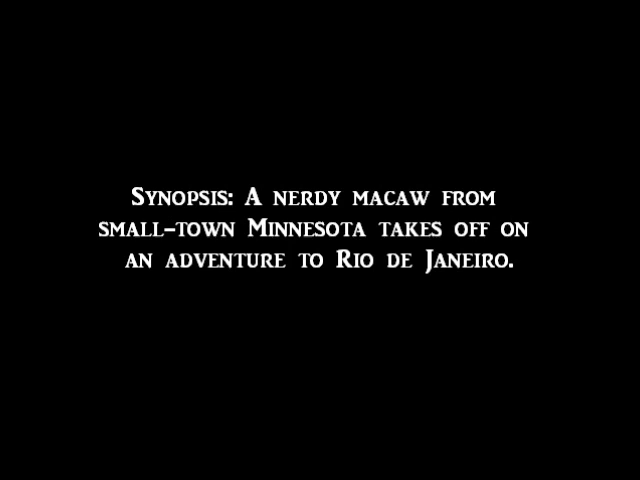 Synopsis: A nerdy macaw from
small-town Minnesota takes off on
an adventure to Rio de Janeiro.